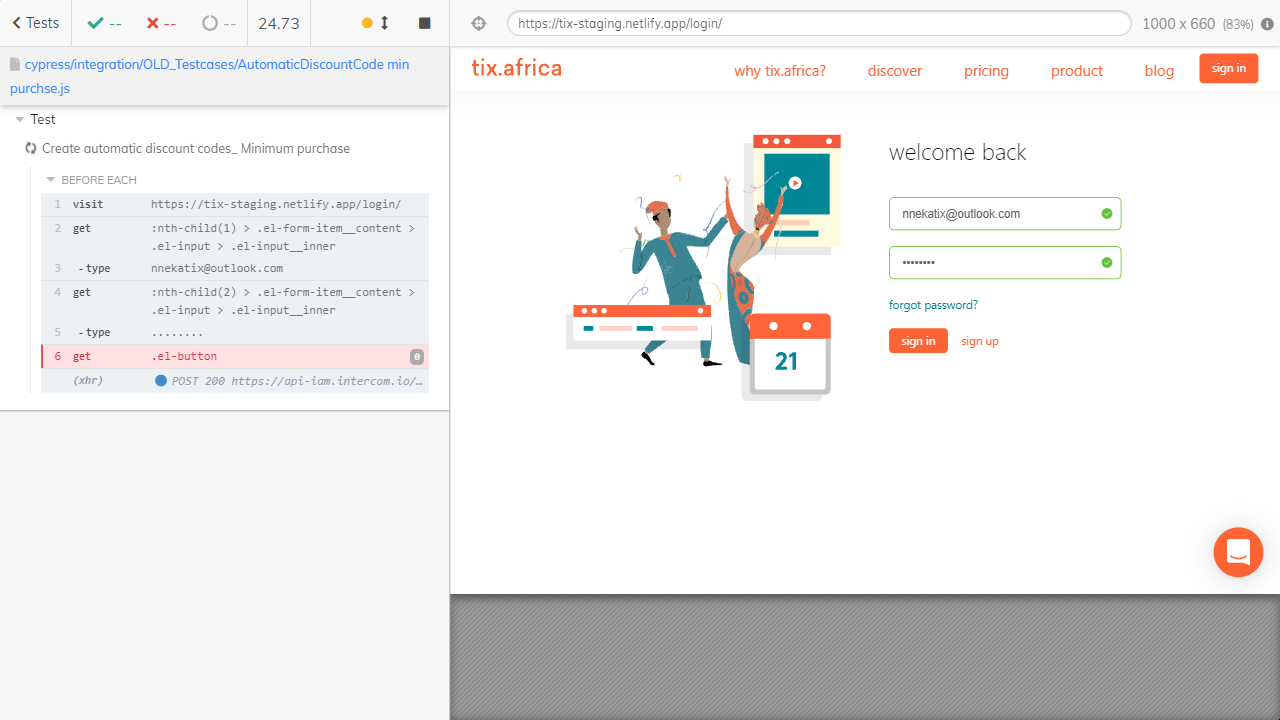 Tests
--
--
--
24.73
https://tix-staging.netlify.app/login/
1000 x 660 (83%)
cypress/integration/OLD_Testcases/AutomaticDiscountCode min
purchse.js
Test
Create automatic discount codes_ Minimum purchase
BEFORE EACH
1 visit https://tix-staging.netlify.app/login/
2 get :nth-child(1) > .el-form-item__content >
.el-input > .el-input__inner
3 -type nnekatix@outlook.com
4 get :nth-child(2) > .el-form-item__content >
.el-input > .el-input__inner
5 -type ........
6 get .el-button 0
(xhr) POST 200 https://api-iam.intercom.io/…
tix.africa
why tix.africa?
discover
pricing
product
blog
sign in
21
welcome back
nnekatix@outlook.com
••••••••
forgot password?
sign in
sign up